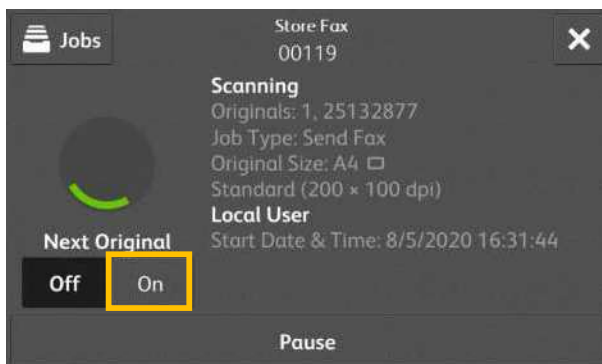 Jobs
Store Fax
00119
Scanning
Originals: 1, 25132877
Job Type: Send Fax
Original Size: A4
Standard (200 × 100 dpi)
Local User
Start Date & Time: 8/5/2020 16:31:44
Next Original
Off On
Pause